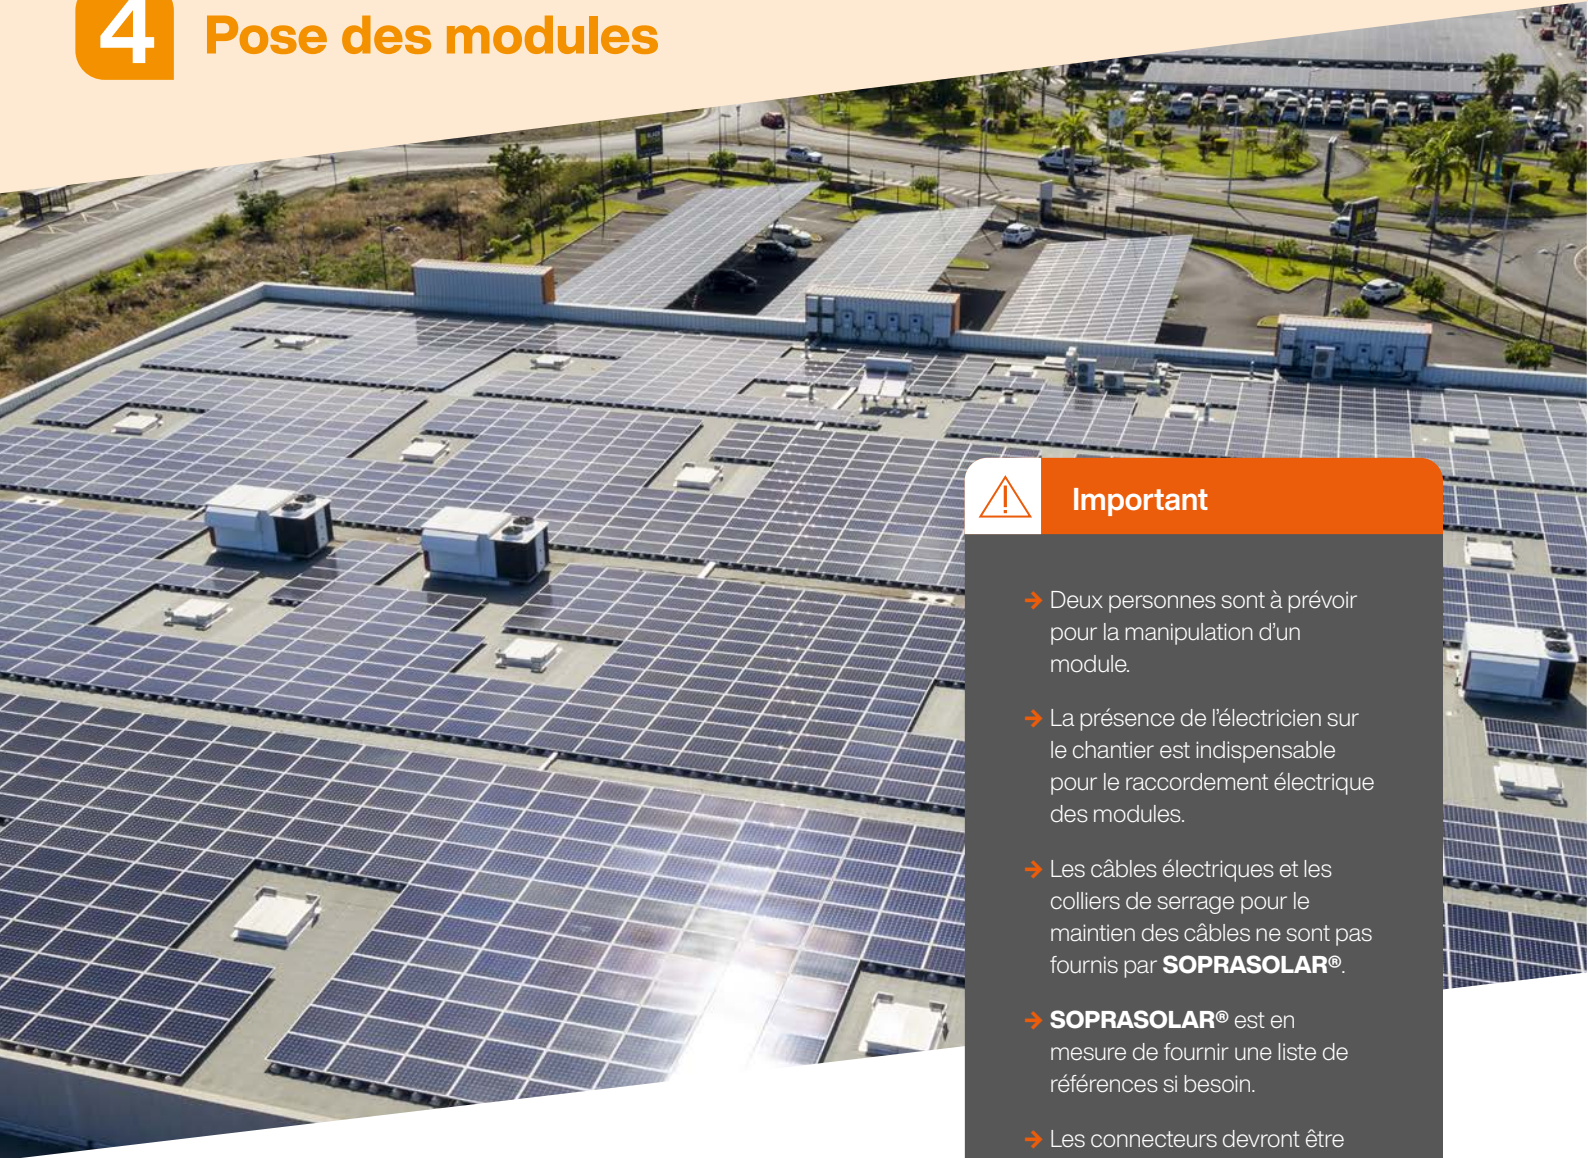 4 Pose des modules
Important
→ Deux personnes sont à prévoir
pour la manipulation d’un
module.
→ La présence de l’électricien sur
le chantier est indispensable
pour le raccordement électrique
des modules.
→ Les câbles électriques et les
colliers de serrage pour le
maintien des câbles ne sont pas
fournis par SOPRASOLAR®.
→ SOPRASOLAR® est en
mesure de fournir une liste de
références si besoin.
→ Les connecteurs devront être